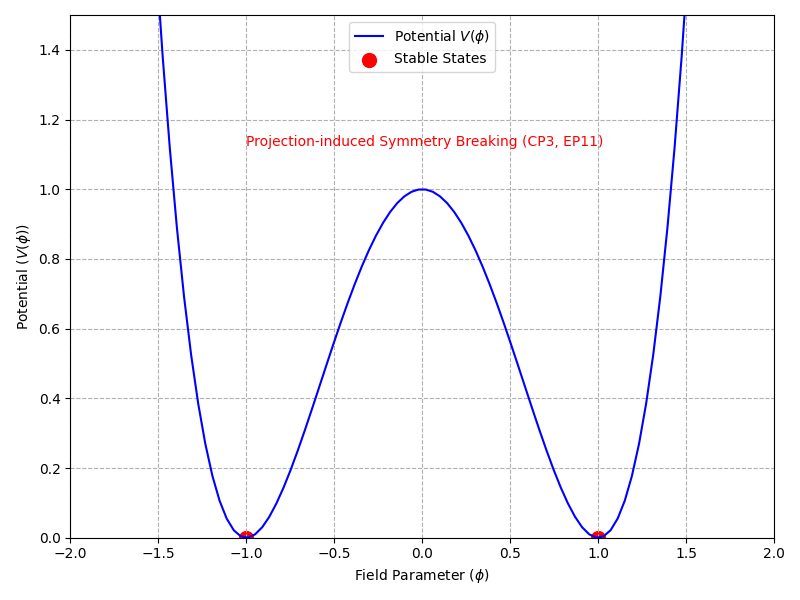 Potential V(ϕ)
Stable States
Projection-induced Symmetry Breaking (CP3, EP11)
Potential (V(ϕ))
1.4
1.2
1.0
0.8
0.6
0.4
0.2
0.0
−2.0 −1.5 −1.0 −0.5 0.0 0.5 1.0 1.5 2.0
Field Parameter (ϕ)